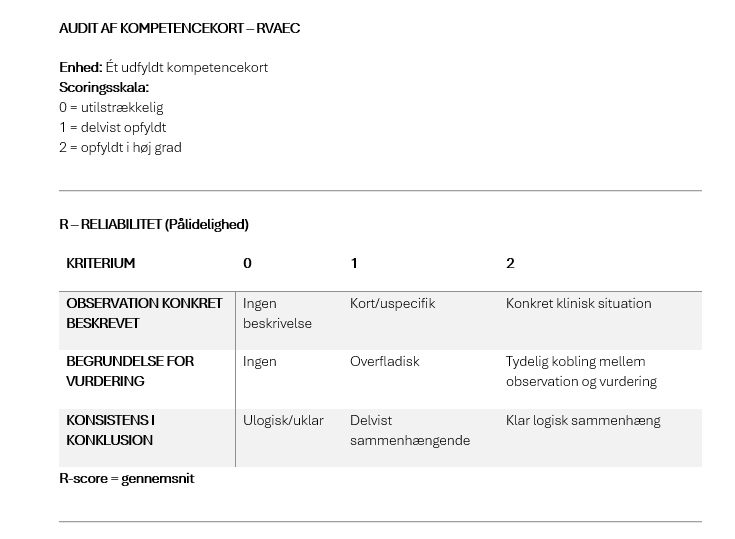 AUDIT AF KOMPETENCEKORT – RVAEC
Enhed: Ét udfyldt kompetencekort
Scoringsskala:
0 = utilstrækkelig
1 = delvist opfyldt
2 = opfyldt i høj grad
R – RELIABILITET (Pålidelighed)
KRITERIUM 0 1 2
OBSERVATION KONKRET Ingen Kort/uspecifik Konkret klinisk situation
BESKREVET beskrivelse
BEGRUNDELSE FOR Ingen Overfladisk Tydelig kobling mellem
VURDERING observation og vurdering
KONSISTENS I Ulogisk/uklar Delvist Klar logisk sammenhæng
KONKLUSION sammenhængende
R-score = gennemsnit